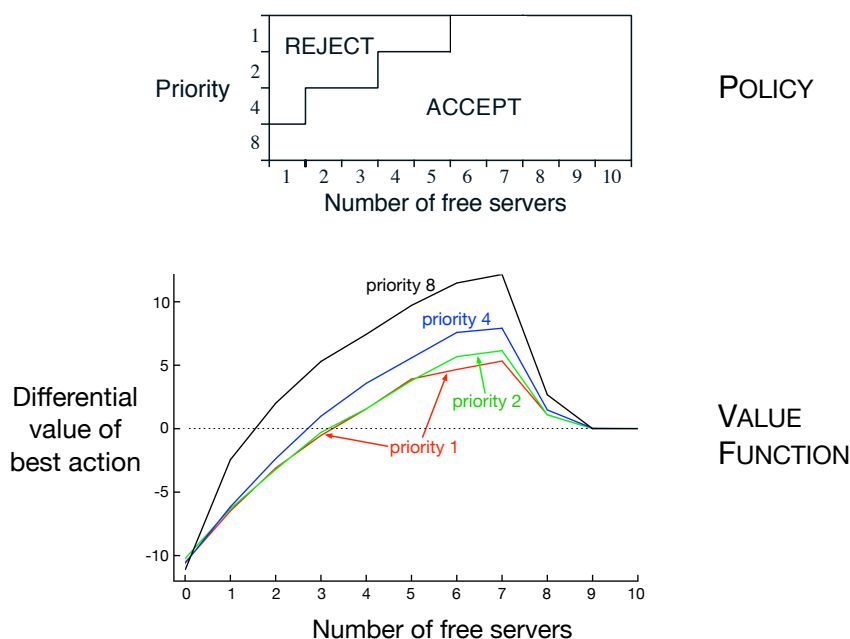 1
REJECT
2
Priority
4
ACCEPT
8
POLICY
1 2 3 4 5 6 7 8 9 10
Number of free servers
priority 8
10
priority 4
5
priority 2
Differential
value of
best action
0
priority 1
VALUE
FUNCTION
-5
-10
0 1 2 3 4 5 6 7 8 9 10
Number of free servers